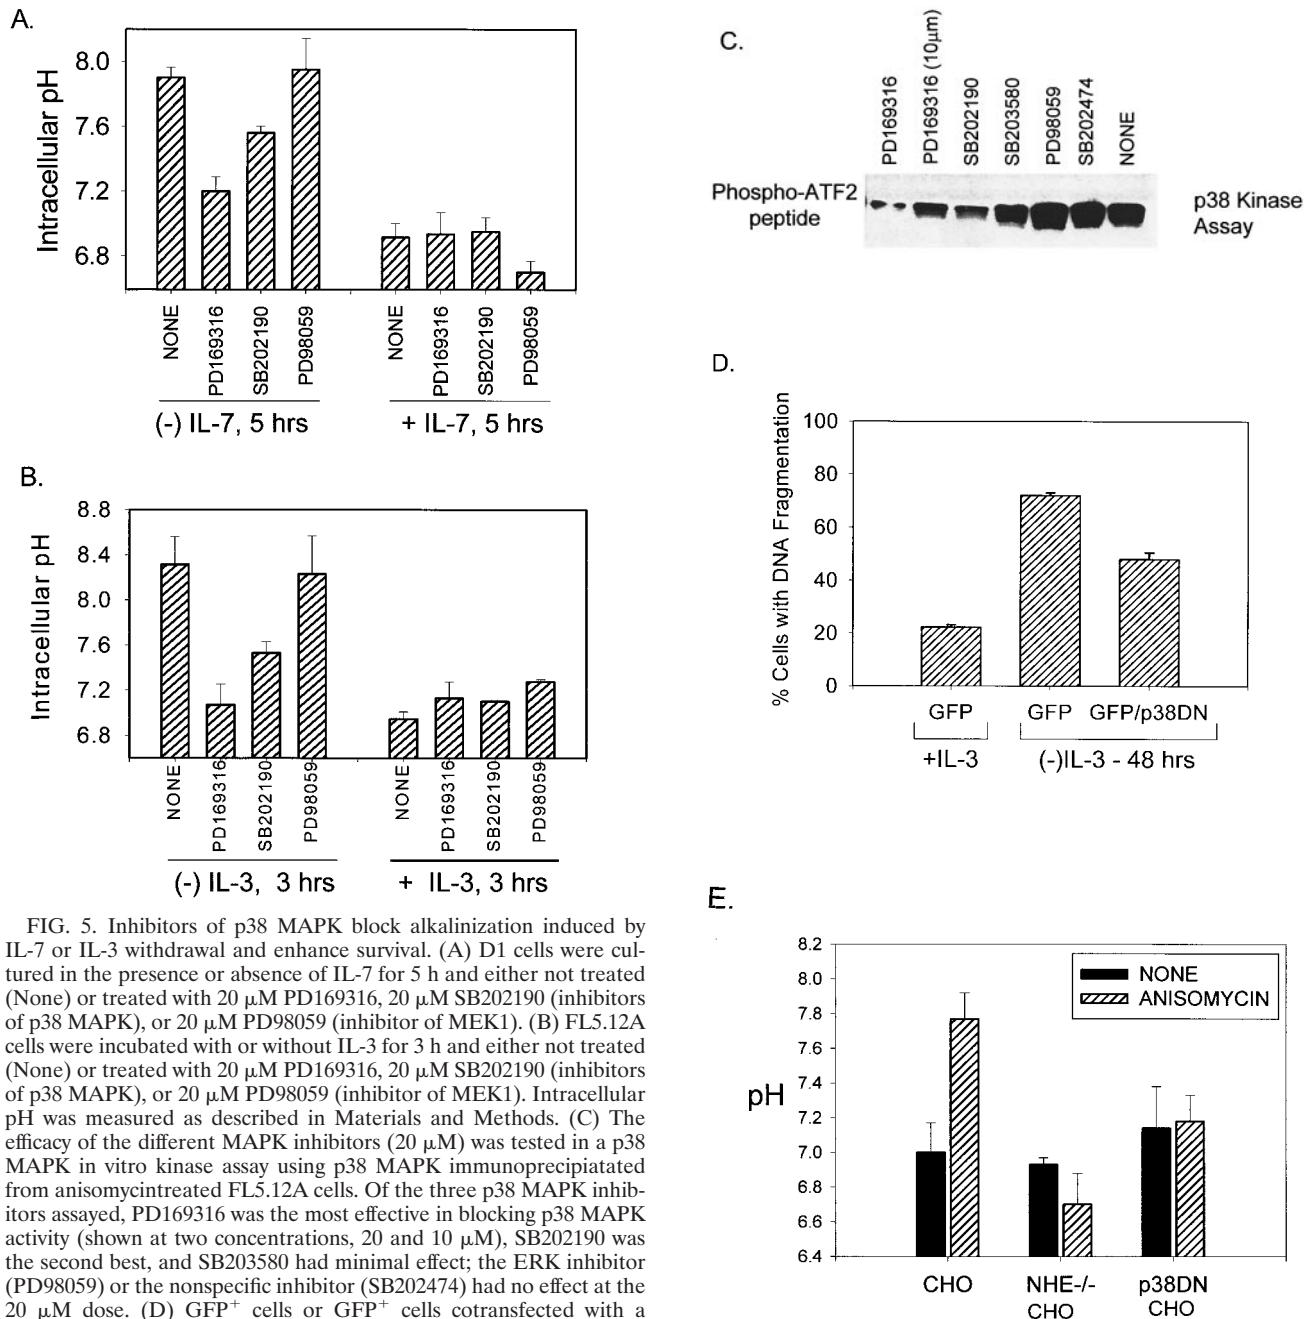 A.
Intracellular pH
8.0
7.6
7.2
6.8
NONE
PD169316
SB202190
PD98059
NONE
PD169316
SB202190
PD98059
(-) IL-7, 5 hrs
+ IL-7, 5 hrs
B.
Intracellular pH
8.8
8.4
8.0
7.6
7.2
6.8
NONE
PD169316
SB202190
PD98059
NONE
PD169316
SB202190
PD98059
(-) IL-3, 3 hrs
+ IL-3, 3 hrs
FIG. 5. Inhibitors of p38 MAPK block alkalinization induced by
IL-7 or IL-3 withdrawal and enhance survival. (A) D1 cells were cul-
tured in the presence or absence of IL-7 for 5 h and either not treated
(None) or treated with 20 μM PD169316, 20 μM SB202190 (inhibitors
of p38 MAPK), or 20 μM PD98059 (inhibitor of MEK1). (B) FL5.12A
cells were incubated with or without IL-3 for 3 h and either not treated
(None) or treated with 20 μM PD169316, 20 μM SB202190 (inhibitors
of p38 MAPK), or 20 μM PD98059 (inhibitor of MEK1). Intracellular
pH was measured as described in Materials and Methods. (C) The
efficacy of the different MAPK inhibitors (20 μM) was tested in a p38
MAPK in vitro kinase assay using p38 MAPK immunoprecipiatated
from anisomycintreated FL5.12A cells. Of the three p38 MAPK inhib-
itors assayed, PD169316 was the most effective in blocking p38 MAPK
activity (shown at two concentrations, 20 and 10 μM), SB202190 was
the second best, and SB203580 had minimal effect; the ERK inhibitor
(PD98059) or the nonspecific inhibitor (SB202474) had no effect at the
20 μM dose. (D) GFP+ cells or GFP+ cells cotransfected with a
C.
PD169316
PD169316 (10μm)
SB202190
SB203580
PD98059
SB202474
NONE
Phospho-ATF2
peptide
p38 Kinase
Assay
D.
% Cells with DNA Fragmentation
100
80
60
40
20
0
GFP
GFP
GFP/p38DN
+IL-3
(-)IL-3 - 48 hrs
E.
pH
8.2
8.0
7.8
7.6
7.4
7.2
7.0
6.8
6.6
6.4
NONE
ANISOMYCIN
CHO
NHE-/-
CHO
p38DN
CHO